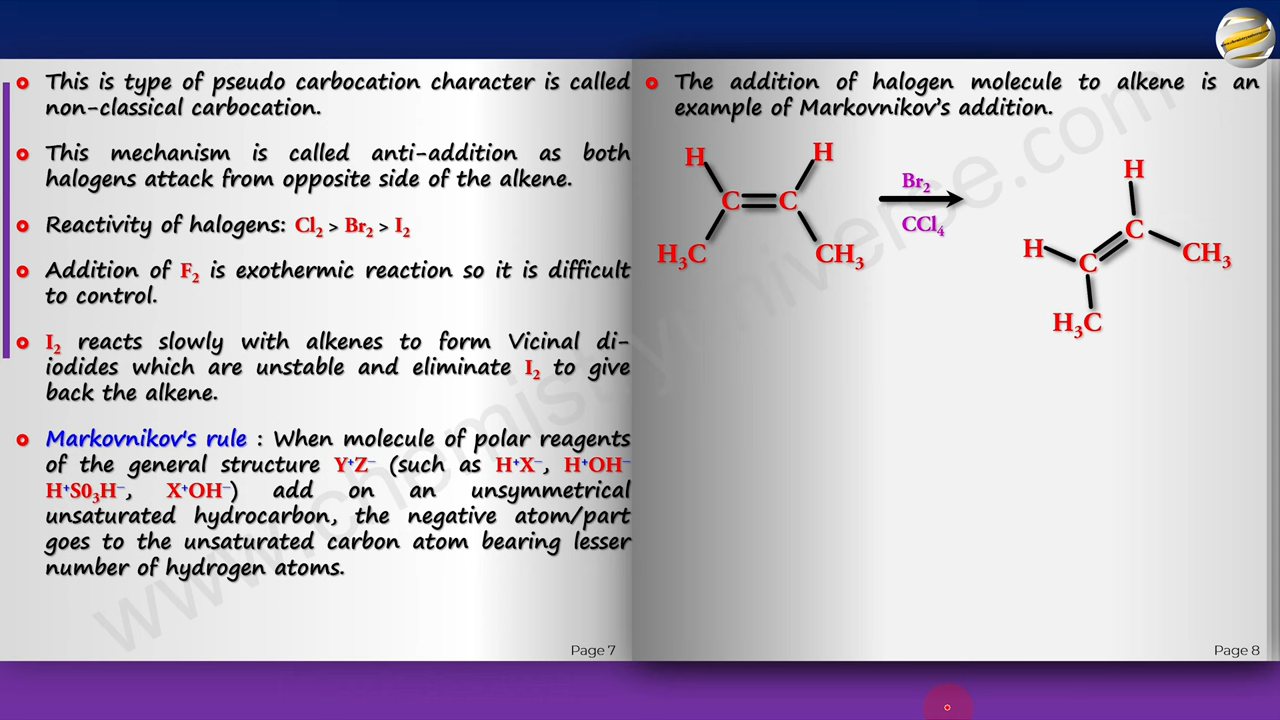 This is type of pseudo carbocation character is called
non-classical carbocation.
This mechanism is called anti-addition as both
halogens attack from opposite side of the alkene.
Reactivity of halogens: Cl₂ > Br₂ > I₂
Addition of F₂ is exothermic reaction so it is difficult
to control.
I₂ reacts slowly with alkenes to form Vicinal di-
iodides which are unstable and eliminate I₂ to give
back the alkene.
Markovnikov's rule : When molecule of polar reagents
of the general structure Y⁺Z⁻ (such as H⁺X⁻, H⁺OH⁻
H⁺S0₃H⁻, X⁺OH⁻) add on an unsymmetrical
unsaturated hydrocarbon, the negative atom/part
goes to the unsaturated carbon atom bearing lesser
number of hydrogen atoms.
Page 7
The addition of halogen molecule to alkene is an
example of Markovnikov's addition.
H H
C C
H₃C CH₃
Br₂
CCl₄
H
C
H C CH₃
H₃C
Page 8
www.chemistryuniverse.com